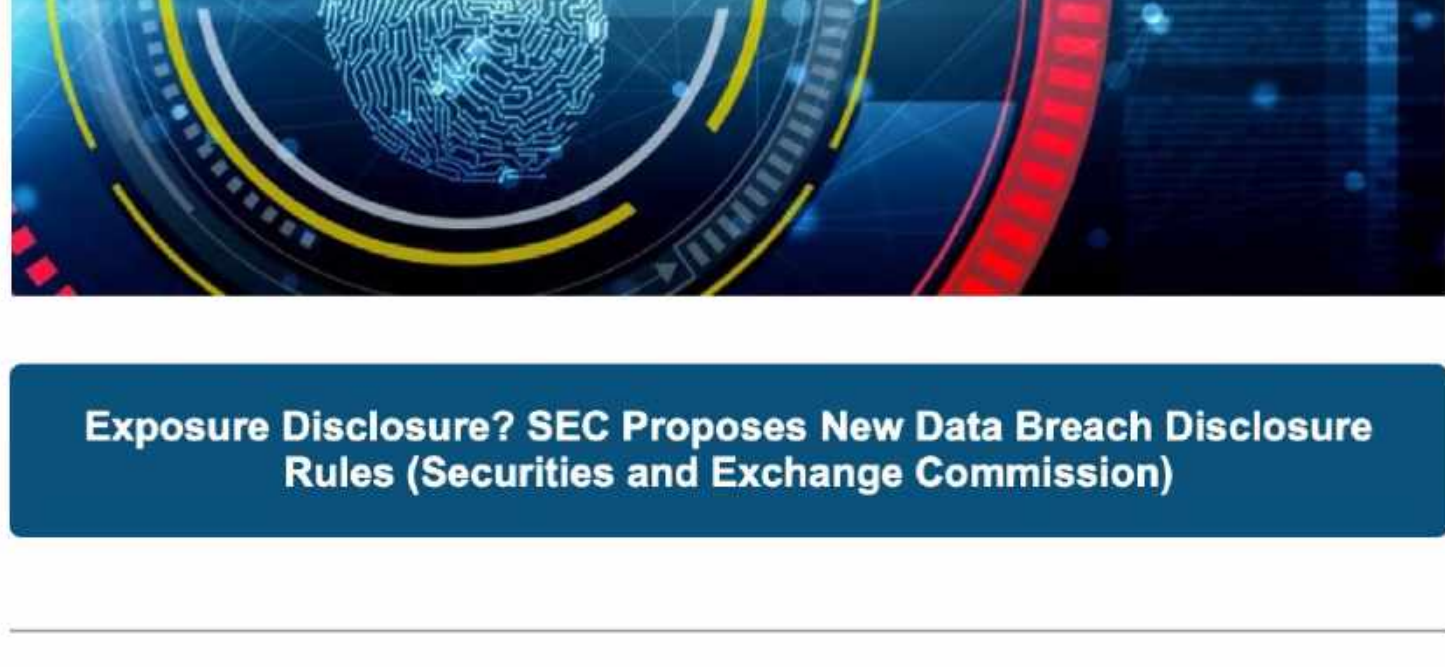 Exposure Disclosure? SEC Proposes New Data Breach Disclosure
Rules (Securities and Exchange Commission)